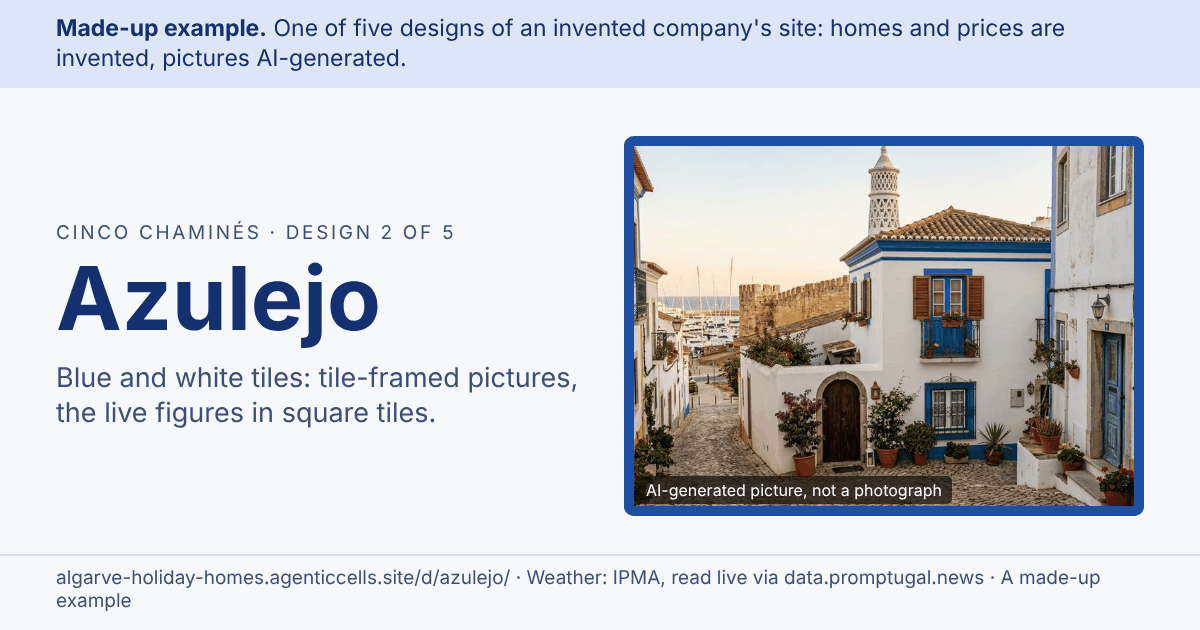 Made-up example. One of five designs of an invented company's site: homes and prices are
invented, pictures AI-generated.
CINCO CHAMINÉS · DESIGN 2 OF 5
Azulejo
Blue and white tiles: tile-framed pictures,
the live figures in square tiles.
AI-generated picture, not a photograph
algarve-holiday-homes.agenticcells.site/d/azulejo/ · Weather: IPMA, read live via data.promptugal.news · A made-up
example